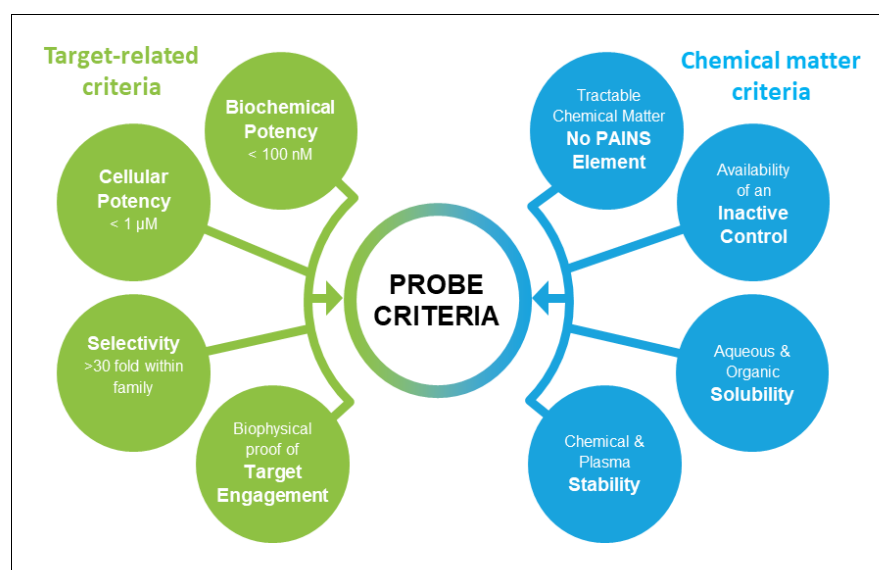 Target-related
criteria
Biochemical
Potency
< 100 nM
Cellular
Potency
< 1 µM
Selectivity
>30 fold within
family
Biophysical
proof of
Target
Engagement
PROBE
CRITERIA
Chemical matter
criteria
Tractable
Chemical Matter
No PAINS
Element
Availability
of an
Inactive
Control
Aqueous &
Organic
Solubility
Chemical &
Plasma
Stability